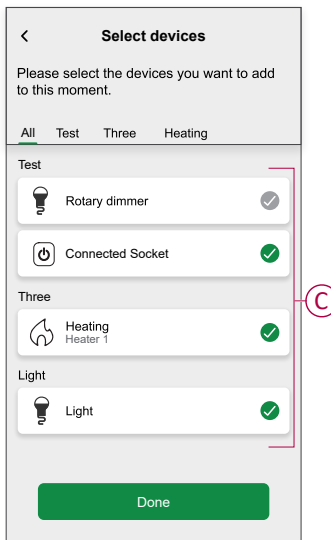 Select devices
Please select the devices you want to add
to this moment.
All Test Three Heating
Test
Rotary dimmer
Connected Socket
Three
Heating
Heater 1
Light
Light
Done
C